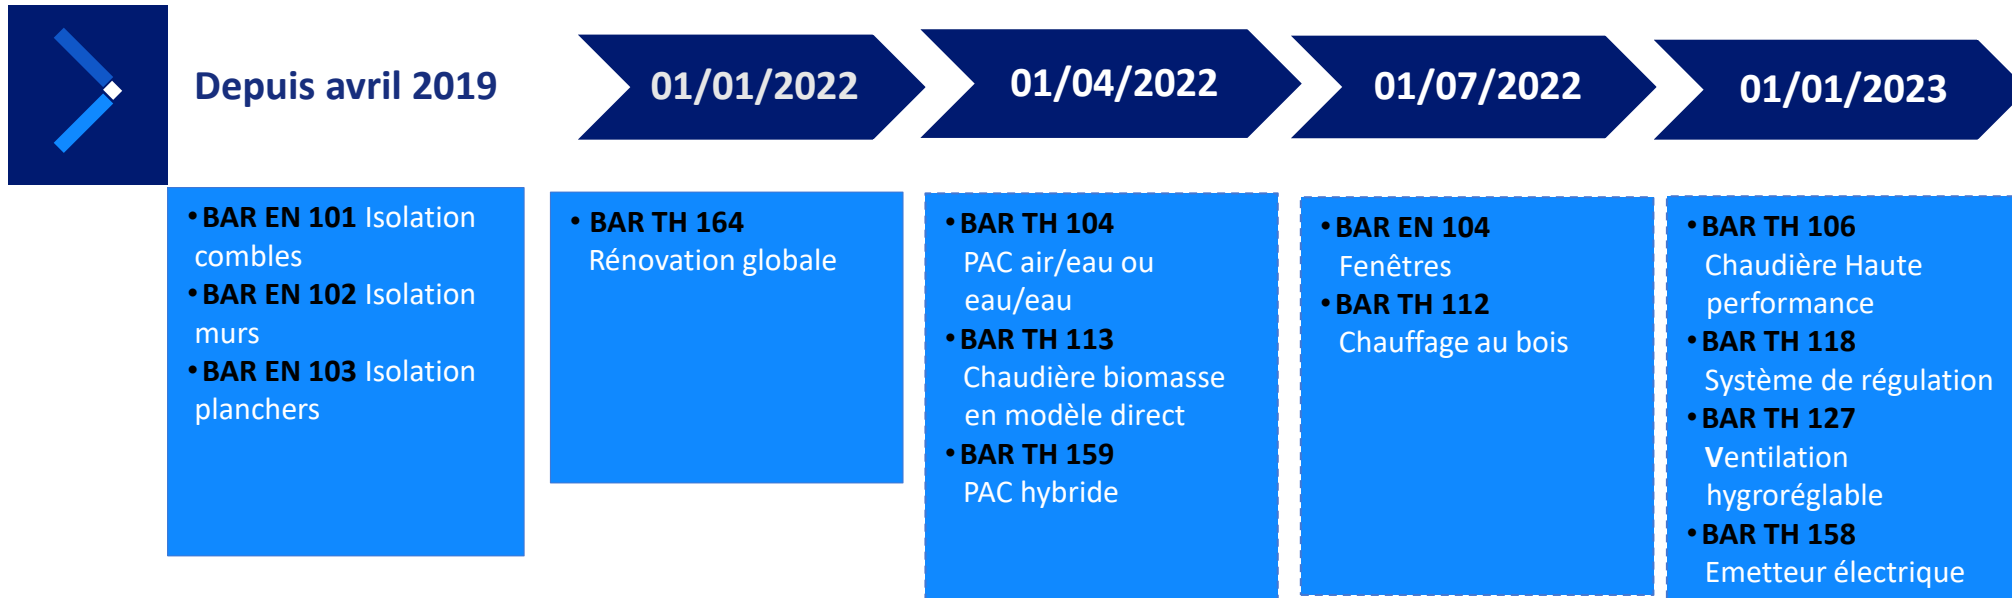 Depuis avril 2019
01/01/2022
01/04/2022
01/07/2022
01/01/2023
•BAR EN 101 Isolation
combles
•BAR EN 102 Isolation
murs
•BAR EN 103 Isolation
planchers
• BAR TH 164
Rénovation globale
•BAR TH 104
PAC air/eau ou
eau/eau
•BAR TH 113
Chaudière biomasse
en modèle direct
•BAR TH 159
PAC hybride
•BAR EN 104
Fenêtres
•BAR TH 112
Chauffage au bois
•BAR TH 106
Chaudière Haute
performance
•BAR TH 118
Système de régulation
•BAR TH 127
Ventilation
hygroréglable
•BAR TH 158
Emetteur électrique